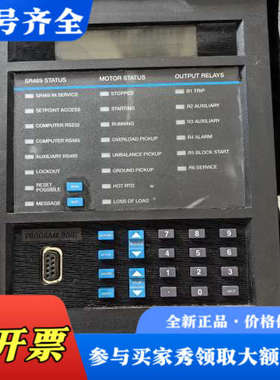 号齐全
SR469 STATUS
MOTOR STATUS
OUTPUT RELAYS
SR469 IN SERVICE
STOPPED
R1 TRIP
SETPOINT ACCESS
STARTING
R2 AUXILIARY
COMPUTER RS232
RUNNING
R3 AUXILIARY
COMPUTER RS485
OVERLOAD PICKUP
R4 ALARM
AUXILIARY RS485
UNBALANCE PICKUP
R5 BLOCK START
LOCKOUT
GROUND PICKUP
R6 SERVICE
RESET
POSSIBLE
HOT RTD
MESSAGE
LOSS OF LOAD
PROGRAM PORT
7
8
9
4
5
6
1
2
3
0
全新正品·价格优
开票
参与买家秀领取大额